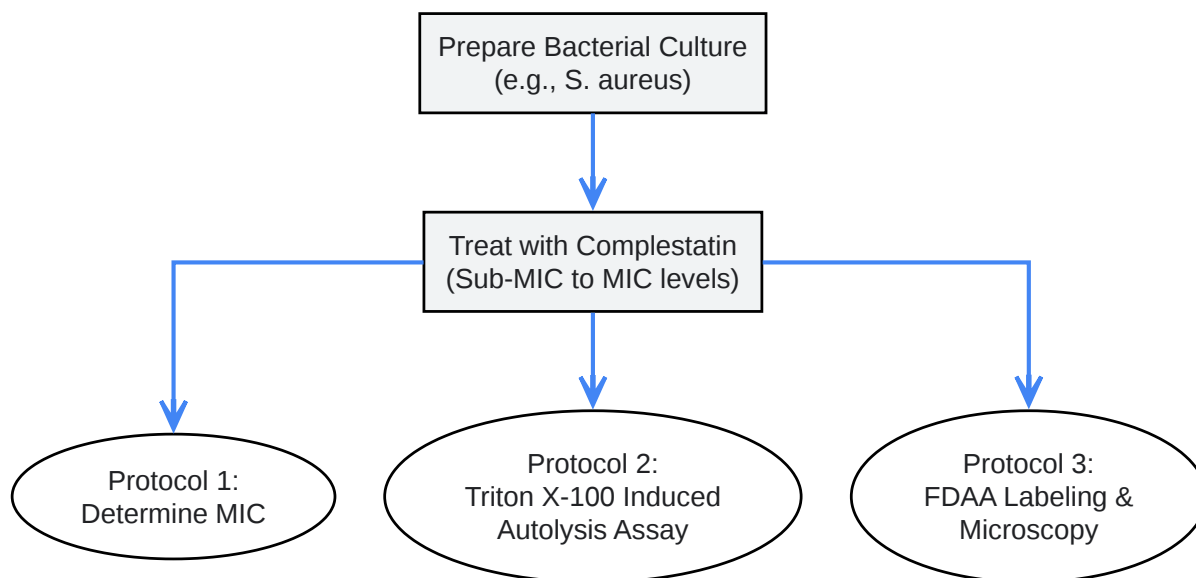 Prepare Bacterial Culture
(e.g., S. aureus)
Treat with Complestatin
(Sub-MIC to MIC levels)
Protocol 1:
Determine MIC
Protocol 2:
Triton X-100 Induced
Autolysis Assay
Protocol 3:
FDAA Labeling &
Microscopy